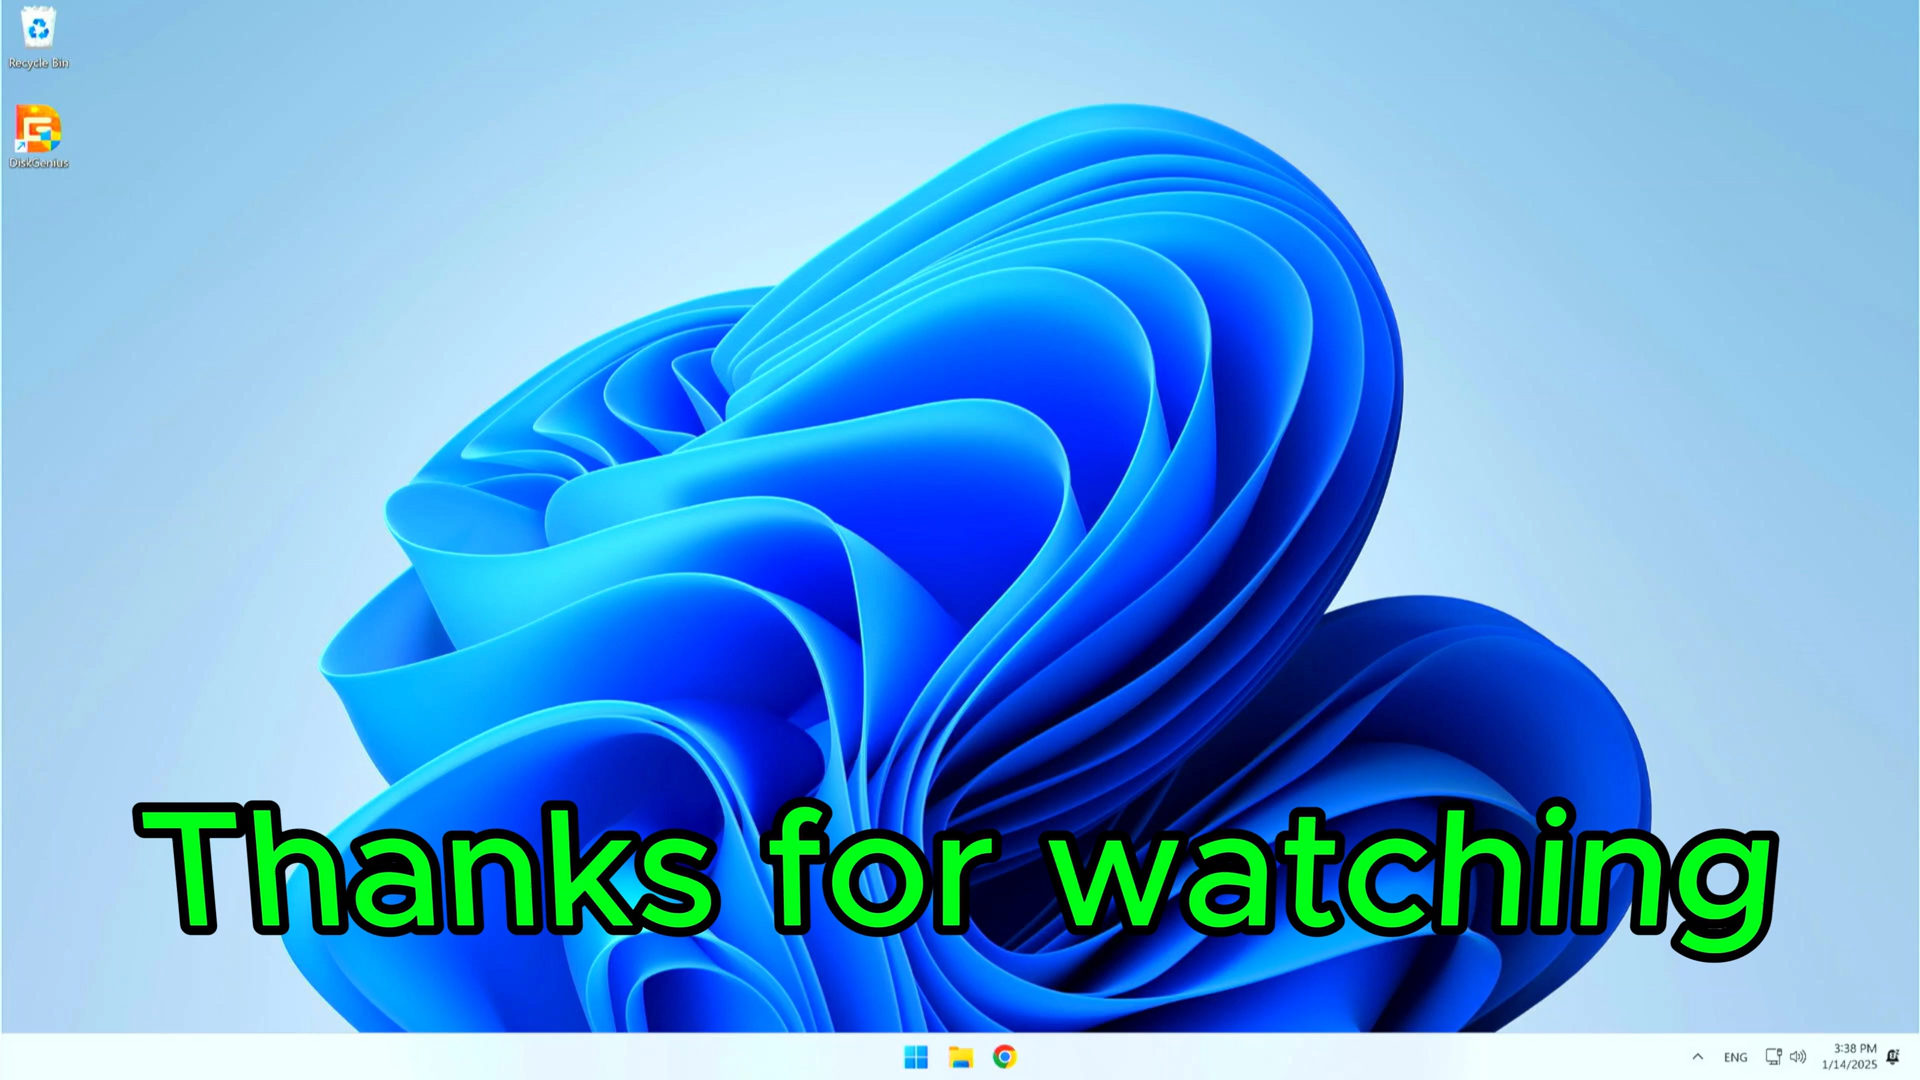 Recycle Bin
DiskGenius
Thanks for watching
ENG
3:38 PM
1/14/2025